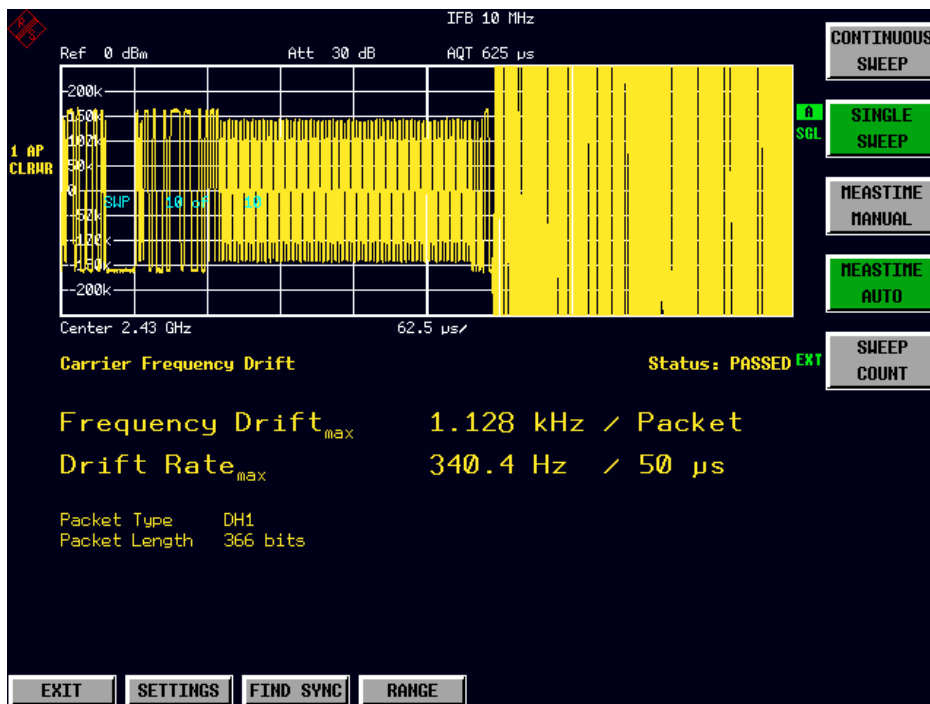 IFB 10 MHz
Ref 0 dBm Att 30 dB AQT 625 µs
R&S
CONTINUOUS SWEEP
200k
150k
100k
50k
0
SWP 10 of 10
-50k
-100k
-150k
-200k
1 AP
CLRWR
A
SGL
SINGLE SWEEP
MEASTIME MANUAL
MEASTIME AUTO
Center 2.43 GHz 62.5 µs/
Carrier Frequency Drift Status: PASSED EXT
SWEEP COUNT
Frequency Drift max 1.128 kHz / Packet
Drift Rate max 340.4 Hz / 50 µs
Packet Type DH1
Packet Length 366 bits
EXIT SETTINGS FIND SYNC RANGE